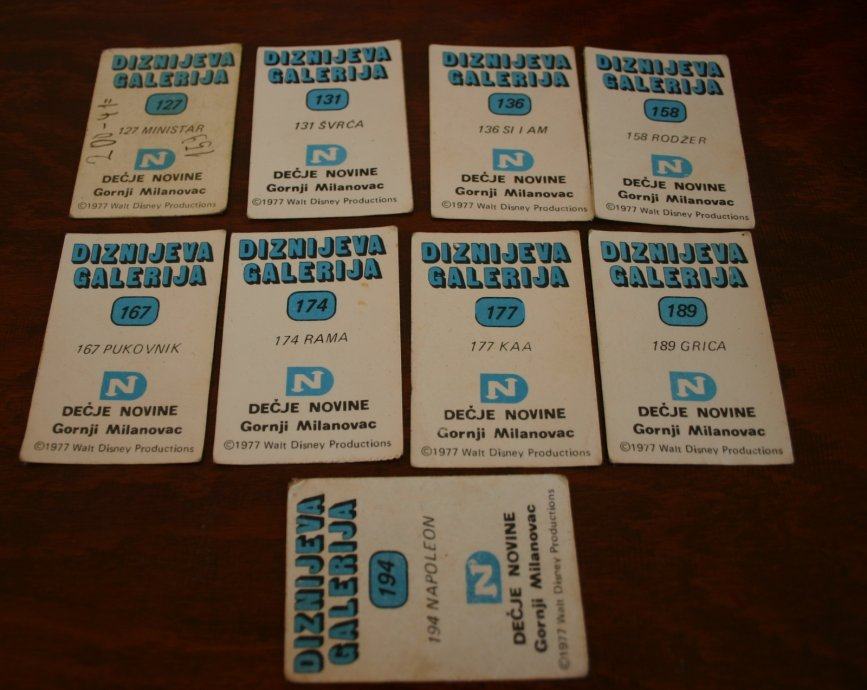 DIZNIJEVA
GALERIJA
127
127 MINISTAR
200-41=
159
N
DEČJE NOVINE
Gornji Milanovac
©1977 Walt Disney Productions
DIZNIJEVA
GALERIJA
131
131 ŠVRĆA
N
DEČJE NOVINE
Gornji Milanovac
©1977 Walt Disney Productions
DIZNIJEVA
GALERIJA
136
136 SI I AM
N
DEČJE NOVINE
Gornji Milanovac
©1977 Walt Disney Productions
DIZNIJEVA
GALERIJA
158
158 RODŽER
N
DEČJE NOVINE
Gornji Milanovac
©1977 Walt Disney Productions
DIZNIJEVA
GALERIJA
167
167 PUKOVNIK
N
DEČJE NOVINE
Gornji Milanovac
©1977 Walt Disney Productions
DIZNIJEVA
GALERIJA
174
174 RAMA
N
DEČJE NOVINE
Gornji Milanovac
©1977 Walt Disney Productions
DIZNIJEVA
GALERIJA
177
177 KAA
N
DEČJE NOVINE
Gornji Milanovac
©1977 Walt Disney Productions
DIZNIJEVA
GALERIJA
189
189 GRICA
N
DEČJE NOVINE
Gornji Milanovac
©1977 Walt Disney Productions
DIZNIJEVA
GALERIJA
194
194 NAPOLEON
N
DEČJE NOVINE
Gornji Milanovac
©1977 Walt Disney Productions